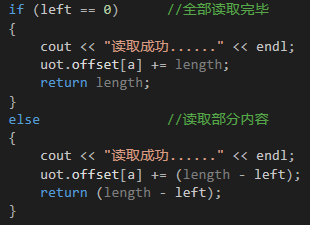 if (left == 0)      //全部读取完毕
{
    cout << "读取成功......" << endl;
    uot.offset[a] += length;
    return length;
}
else                //读取部分内容
{
    cout << "读取成功......" << endl;
    uot.offset[a] += (length - left);
    return (length - left);
}